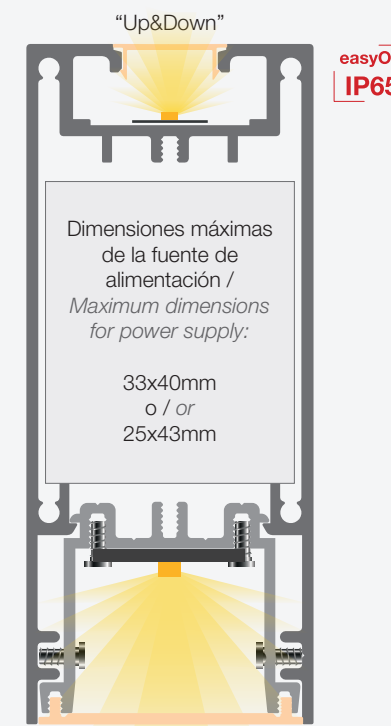 “Up&Down”
easyO
IP65
Dimensiones máximas
de la fuente de
alimentación /
Maximum dimensions
for power supply:
33x40mm
o / or
25x43mm